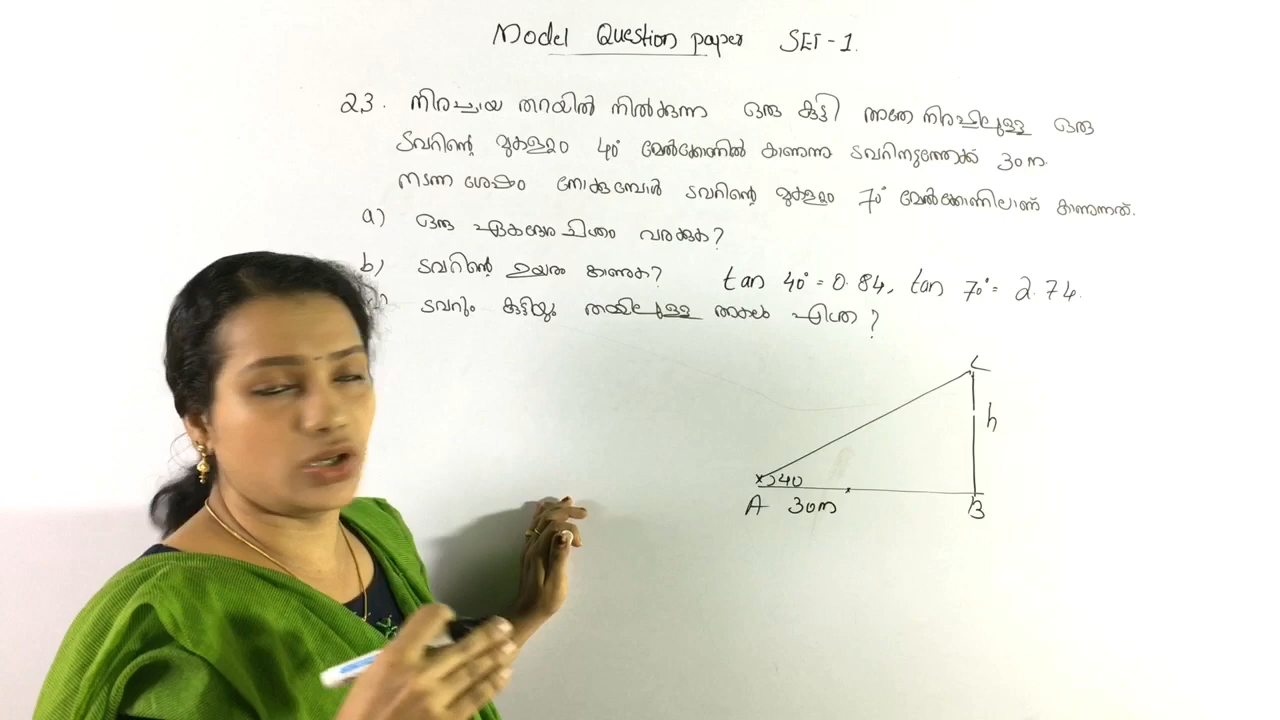 Model Question paper SET-1.
23. നിരപ്പായ തറയിൽ നിൽക്കുന്ന ഒരു കുട്ടി അതേ നിരപ്പിലുള്ള ഒരു
ടവറിന്റെ മുകളറ്റം 40° മേൽക്കോണിൽ കാണുന്നു ടവറിനടുത്തേക്ക് 30m
നടന്ന ശേഷം നോക്കുമ്പോൾ ടവറിന്റെ മുകളറ്റം 70° മേൽക്കോണിലാണ് കാണുന്നത്.
a) ഒരു ഏകദേശ ചിത്രം വരക്കുക?
b) ടവറിന്റെ ഉയരം കാണുക? tan 40° = 0.84, tan 70° = 2.74.
ടവറും കുട്ടിയും തമ്മിലുള്ള അകലം എത്ര?
C
h
40
A 30m B